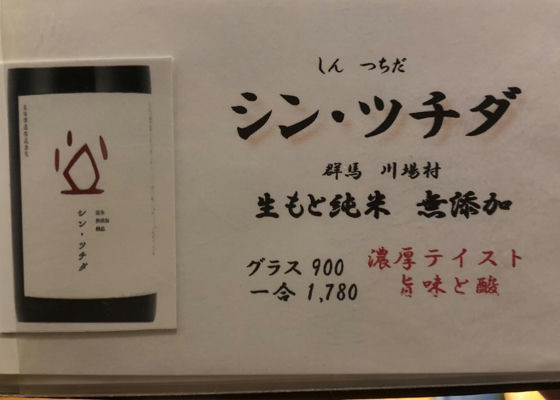 しん つちだ
シン・ツチダ
群馬 川場村
生もと純米 無添加
グラス 900
一合 1,780
濃厚テイスト
旨味と酸
シン・ツチダ